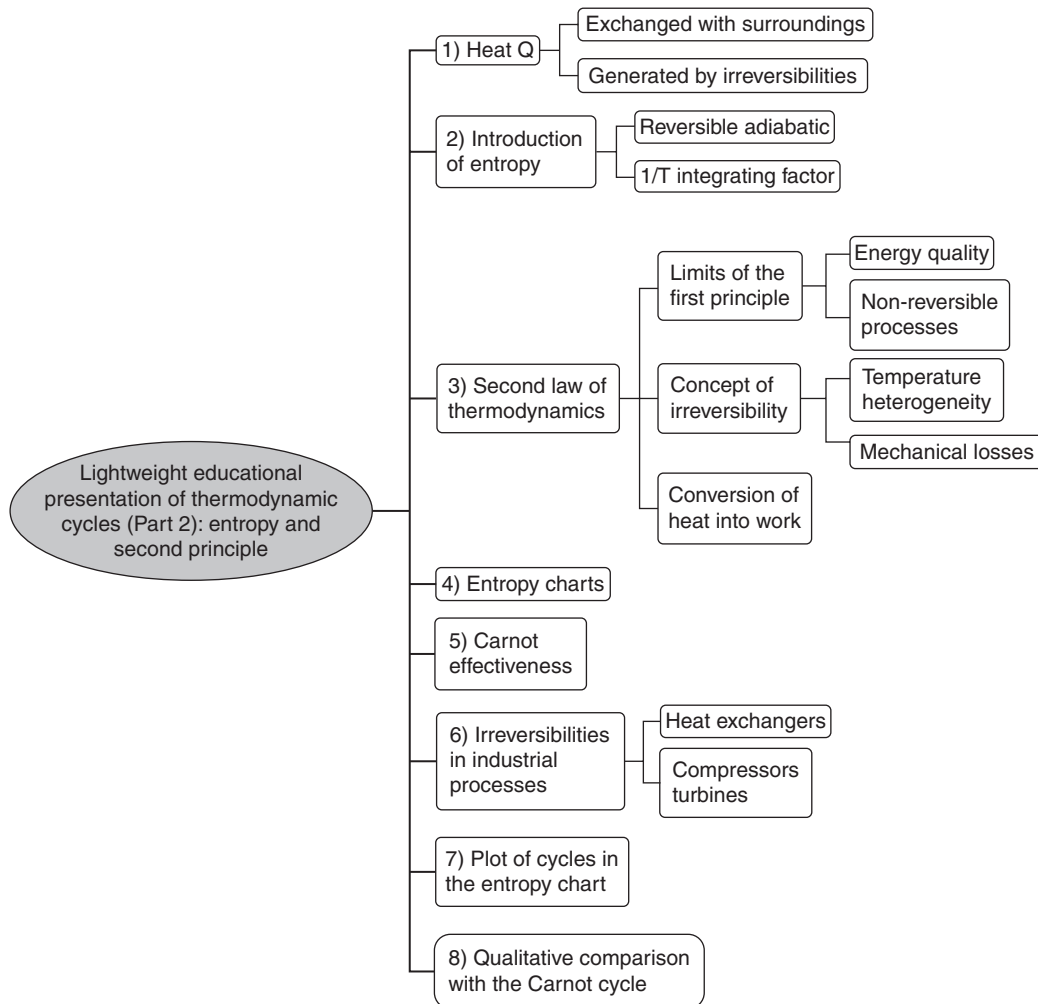 Lightweight educational
presentation of thermodynamic
cycles (Part 2): entropy and
second principle
1) Heat Q
Exchanged with surroundings
Generated by irreversibilities
2) Introduction
of entropy
Reversible adiabatic
1/T integrating factor
3) Second law of
thermodynamics
Limits of the
first principle
Energy quality
Non-reversible
processes
Concept of
irreversibility
Temperature
heterogeneity
Mechanical losses
Conversion of
heat into work
4) Entropy charts
5) Carnot
effectiveness
6) Irreversibilities
in industrial
processes
Heat exchangers
Compressors
turbines
7) Plot of cycles in
the entropy chart
8) Qualitative comparison
with the Carnot cycle